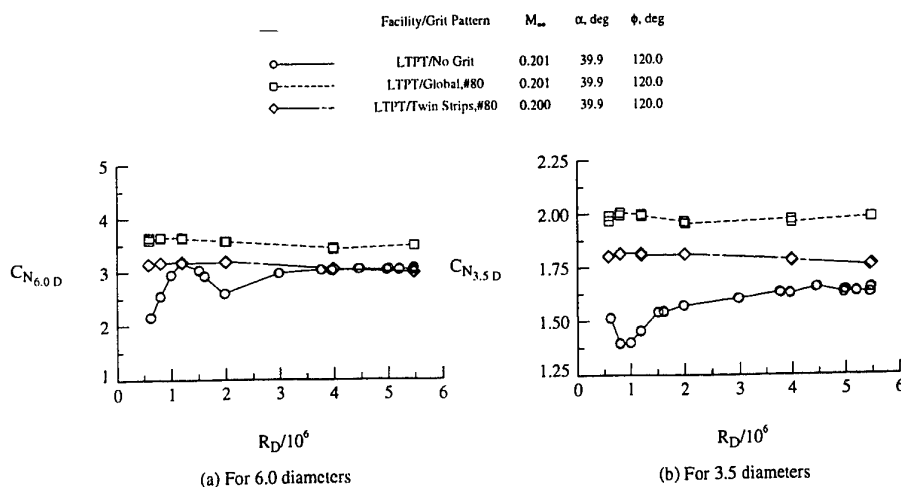 Facility/Grit Pattern M∞ α, deg ϕ, deg
LTPT/No Grit 0.201 39.9 120.0
LTPT/Global,#80 0.201 39.9 120.0
LTPT/Twin Strips,#80 0.200 39.9 120.0
5
4
3
2
1
C_N6.0 D
0 1 2 3 4 5 6
R_D/10^6
(a) For 6.0 diameters
2.25
2.00
1.75
1.50
1.25
C_N3.5 D
0 1 2 3 4 5 6
R_D/10^6
(b) For 3.5 diameters